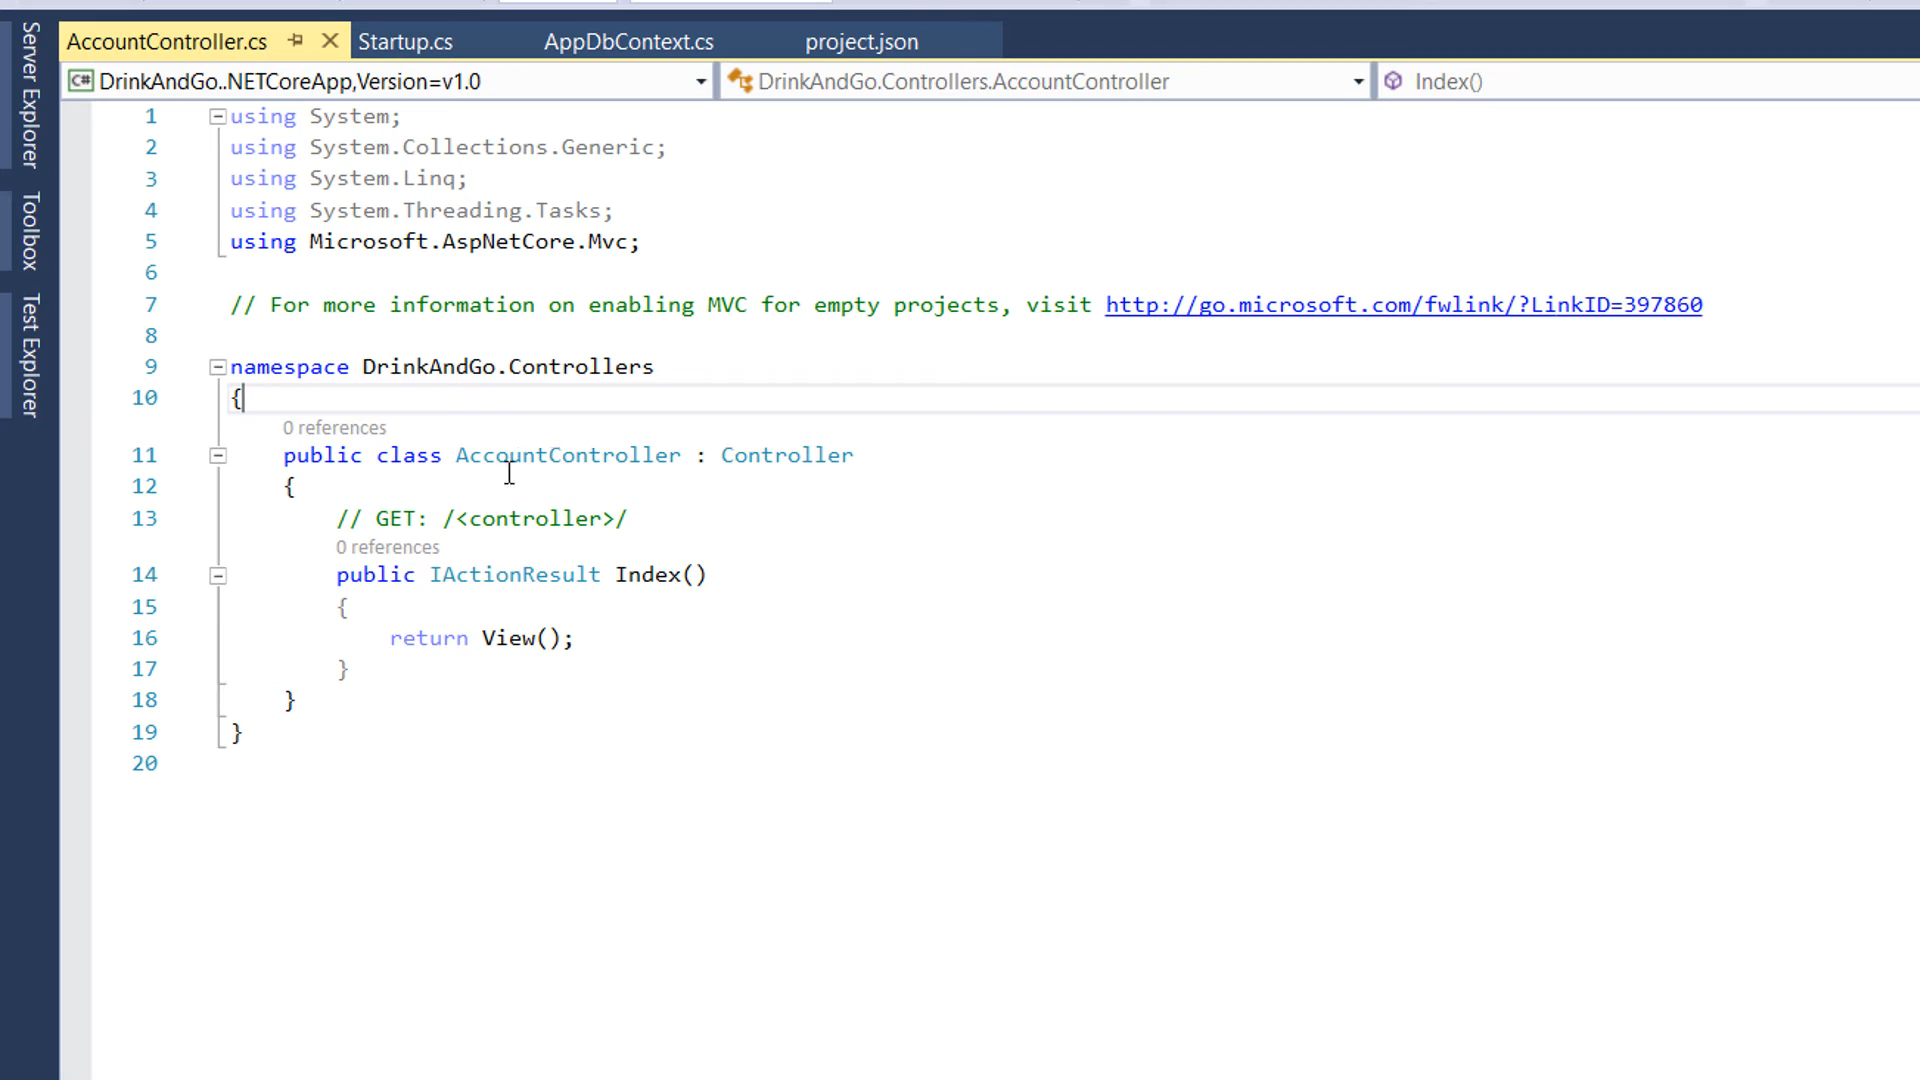 AccountController.cs
Startup.cs
AppDbContext.cs
project.json
C# DrinkAndGo..NETCoreApp,Version=v1.0
DrinkAndGo.Controllers.AccountController
Index()
Server Explorer
Toolbox
Test Explorer
1 using System;
2 using System.Collections.Generic;
3 using System.Linq;
4 using System.Threading.Tasks;
5 using Microsoft.AspNetCore.Mvc;
6
7 // For more information on enabling MVC for empty projects, visit http://go.microsoft.com/fwlink/?LinkID=397860
8
9 namespace DrinkAndGo.Controllers
10 {
0 references
11 public class AccountController : Controller
12 {
13 // GET: /<controller>/
0 references
14 public IActionResult Index()
15 {
16 return View();
17 }
18 }
19 }
20